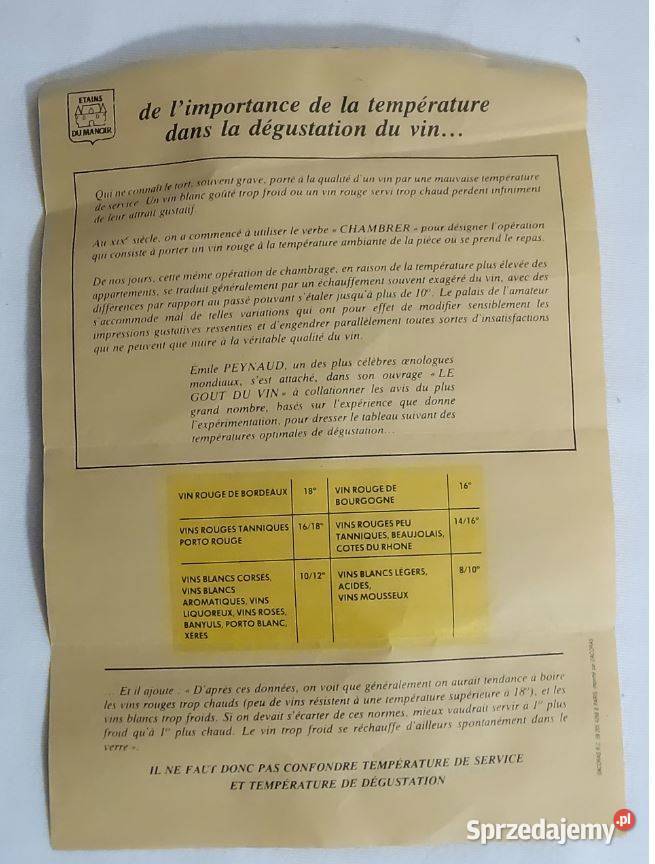 ETAINS
DU MANOIR
de l'importance de la température
dans la dégustation du vin...
Qui ne connaît le tort, souvent grave, porté à la qualité d'un vin par une mauvaise température
de service. Un vin blanc goûté trop froid ou un vin rouge servi trop chaud perdent infiniment
de leur attrait gustatif.
Au XIXe siècle, on a commencé à utiliser le verbe « CHAMBRER » pour désigner l'opération
qui consiste à porter un vin rouge à la température ambiante de la pièce ou se prend le repas.
De nos jours, cette même opération de chambrage, en raison de la température plus élevée des
appartements, se traduit généralement par un échauffement souvent exagéré du vin, avec des
différences par rapport au passé pouvant s'étaler jusqu'à plus de 10°. Le palais de l'amateur
s'accommode mal de telles variations qui ont pour effet de modifier sensiblement les
impressions gustatives ressenties et d'engendrer parallèlement toutes sortes d'insatisfactions
qui ne peuvent que nuire à la véritable qualité du vin.
Émile PEYNAUD, un des plus célèbres œnologues
mondiaux, s'est attaché, dans son ouvrage « LE
GOUT DU VIN » à collationner les avis du plus
grand nombre, basés sur l'expérience que donne
l'expérimentation, pour dresser le tableau suivant des
températures optimales de dégustation...
VIN ROUGE DE BORDEAUX 18°
VIN ROUGE DE 16°
BOURGOGNE
VINS ROUGES TANNIQUES 16/18°
PORTO ROUGE
VINS ROUGES PEU 14/16°
TANNIQUES, BEAUJOLAIS,
COTES DU RHONE
VINS BLANCS CORSES, 10/12°
VINS BLANCS
AROMATIQUES, VINS
LIQUOREUX, VINS ROSES,
BANYULS, PORTO BLANC,
XÉRES
VINS BLANCS LÉGERS, 8/10°
ACIDES,
VINS MOUSSEUX
... Et il ajoute : « D'après ces données, on voit que généralement on aurait tendance à boire
les vins rouges trop chauds (peu de vins résistent à une température supérieure à 18°), et les
vins blancs trop froids. Si on devait s'écarter de ces normes, mieux vaudrait servir à 1° plus
froid qu'à 1° plus chaud. Le vin trop froid se réchauffe d'ailleurs spontanément dans le
verre ».
IL NE FAUT DONC PAS CONFONDRE TEMPÉRATURE DE SERVICE
ET TEMPÉRATURE DE DÉGUSTATION
Sprzedajemy.pl